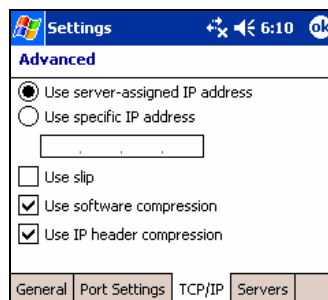 Settings 6:10 ok
Advanced
Use server-assigned IP address
Use specific IP address
. . .
Use slip
Use software compression
Use IP header compression
General Port Settings TCP/IP Servers